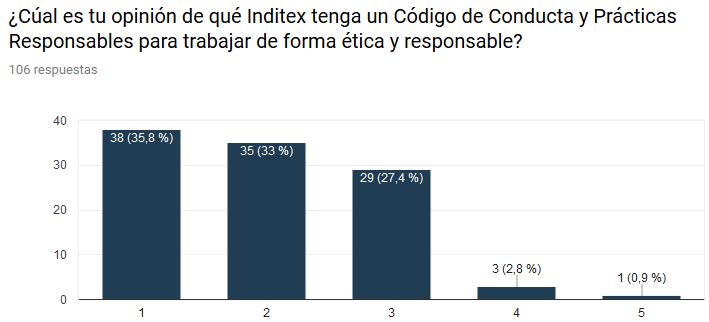 ¿Cúal es tu opinión de qué Inditex tenga un Código de Conducta y Prácticas
Responsables para trabajar de forma ética y responsable?
106 respuestas
40
30
20
10
0
38 (35,8 %)
35 (33 %)
29 (27,4 %)
3 (2,8 %)
1 (0,9 %)
1
2
3
4
5